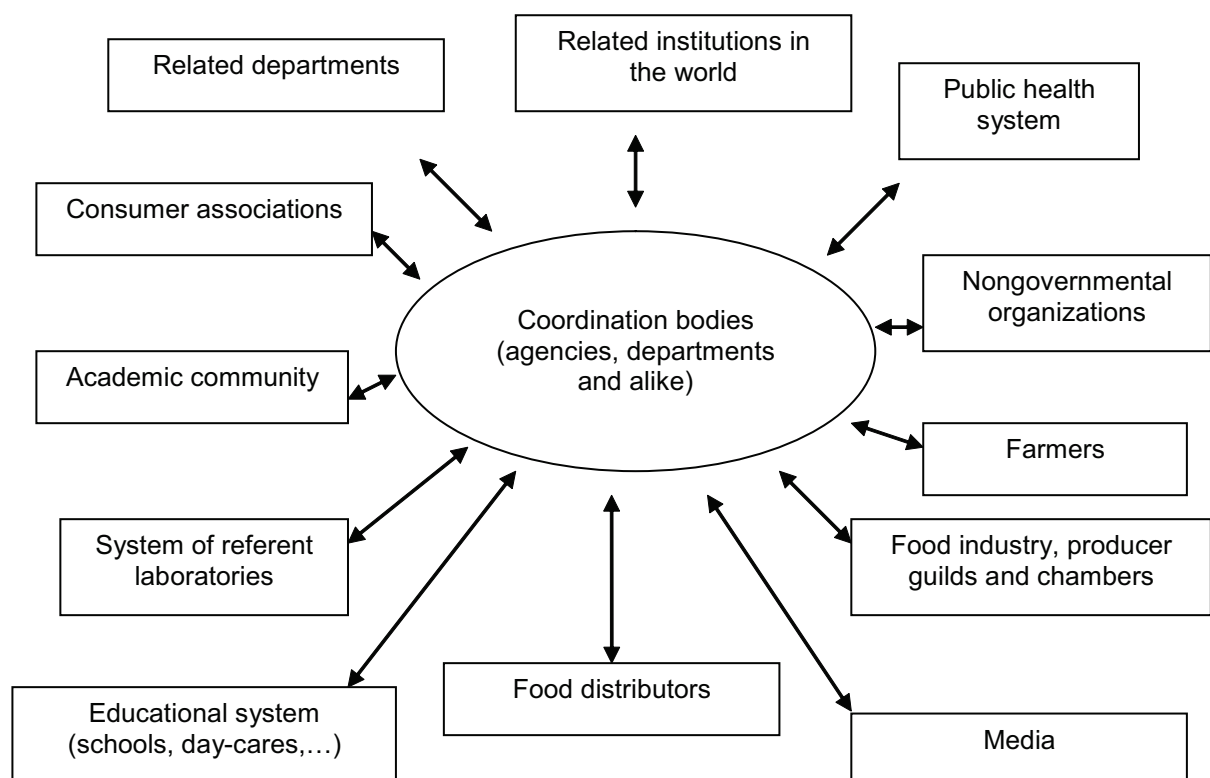 Related departments
Related institutions in
the world
Public health
system
Consumer associations
Nongovernmental
organizations
Coordination bodies
(agencies, departments
and alike)
Academic community
Farmers
System of referent
laboratories
Food industry, producer
guilds and chambers
Educational system
(schools, day-cares,…)
Food distributors
Media